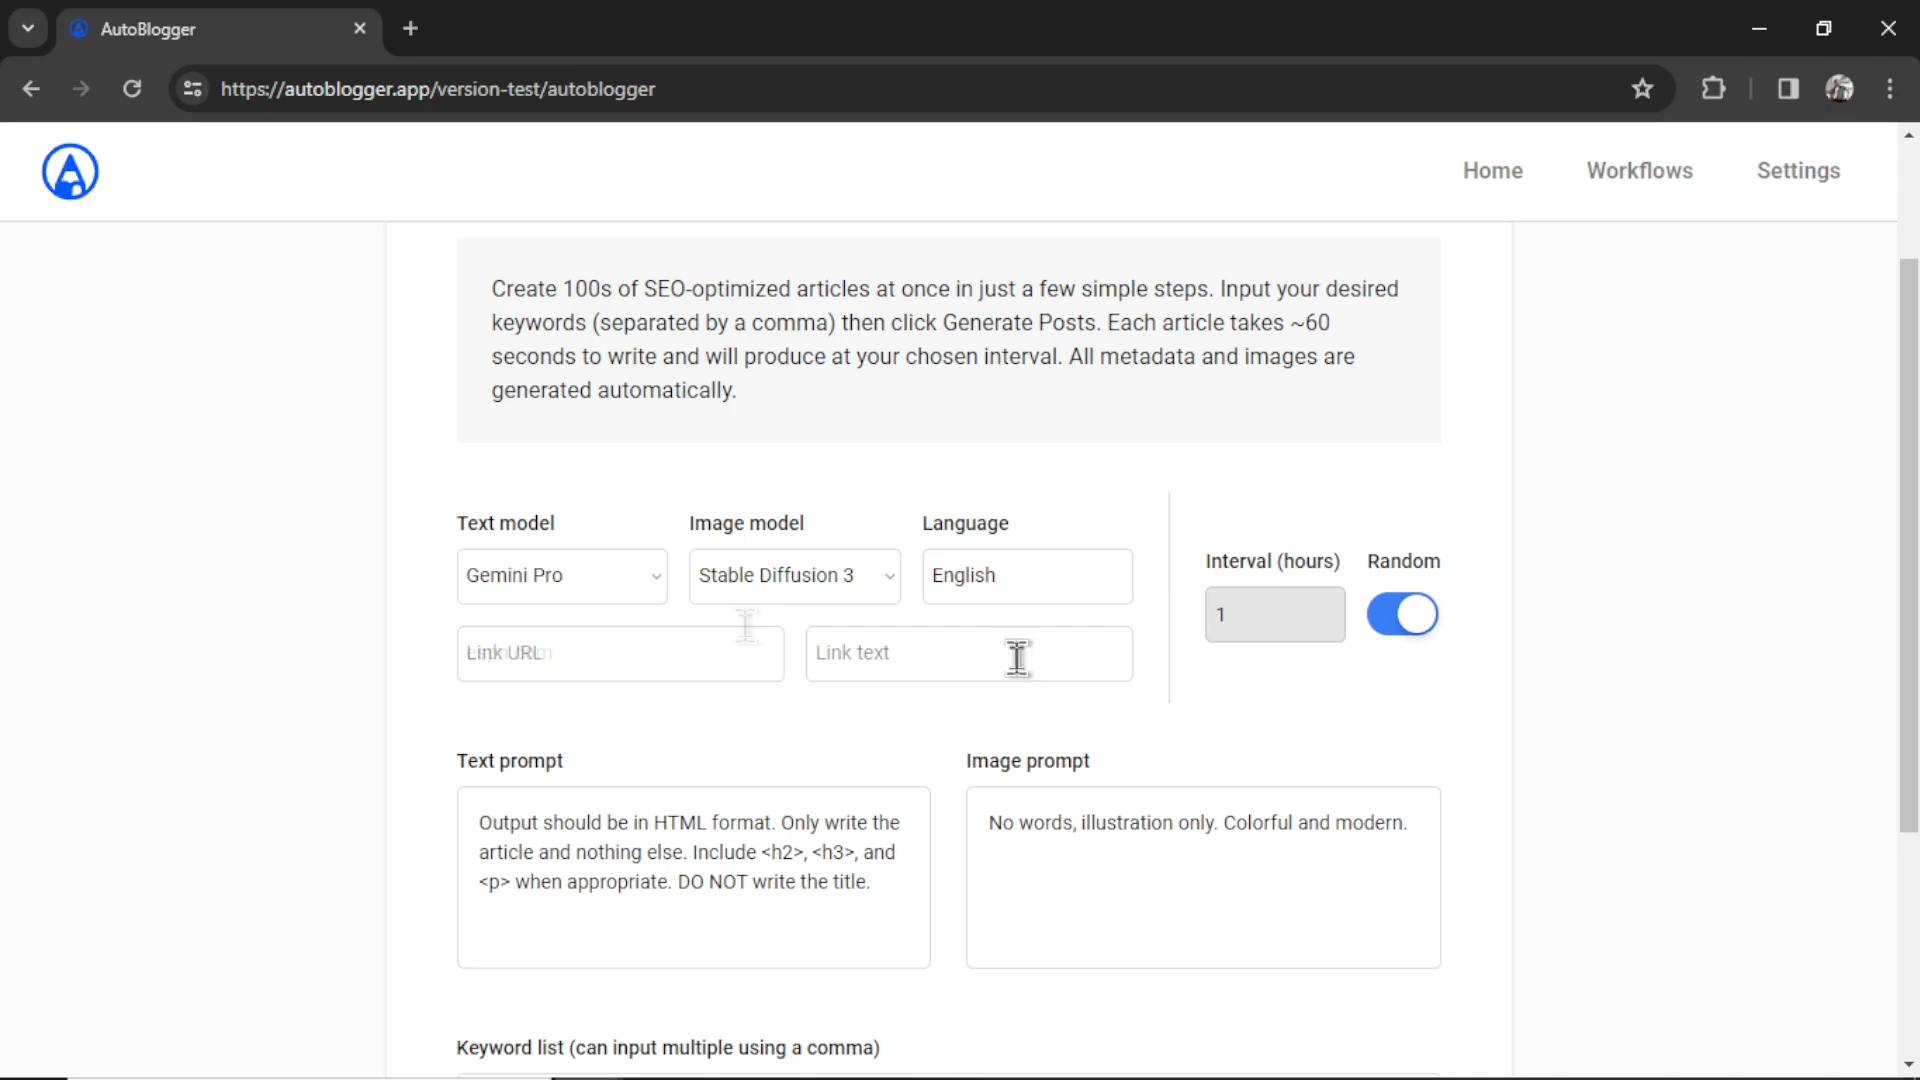 AutoBlogger
https://autoblogger.app/version-test/autoblogger
Home Workflows Settings
Create 100s of SEO-optimized articles at once in just a few simple steps. Input your desired
keywords (separated by a comma) then click Generate Posts. Each article takes ~60
seconds to write and will produce at your chosen interval. All metadata and images are
generated automatically.
Text model Image model Language
Interval (hours) Random
Gemini Pro Stable Diffusion 3 English
1
Link URL Link text
Text prompt Image prompt
Output should be in HTML format. Only write the
article and nothing else. Include <h2>, <h3>, and
<p> when appropriate. DO NOT write the title.
No words, illustration only. Colorful and modern.
Keyword list (can input multiple using a comma)